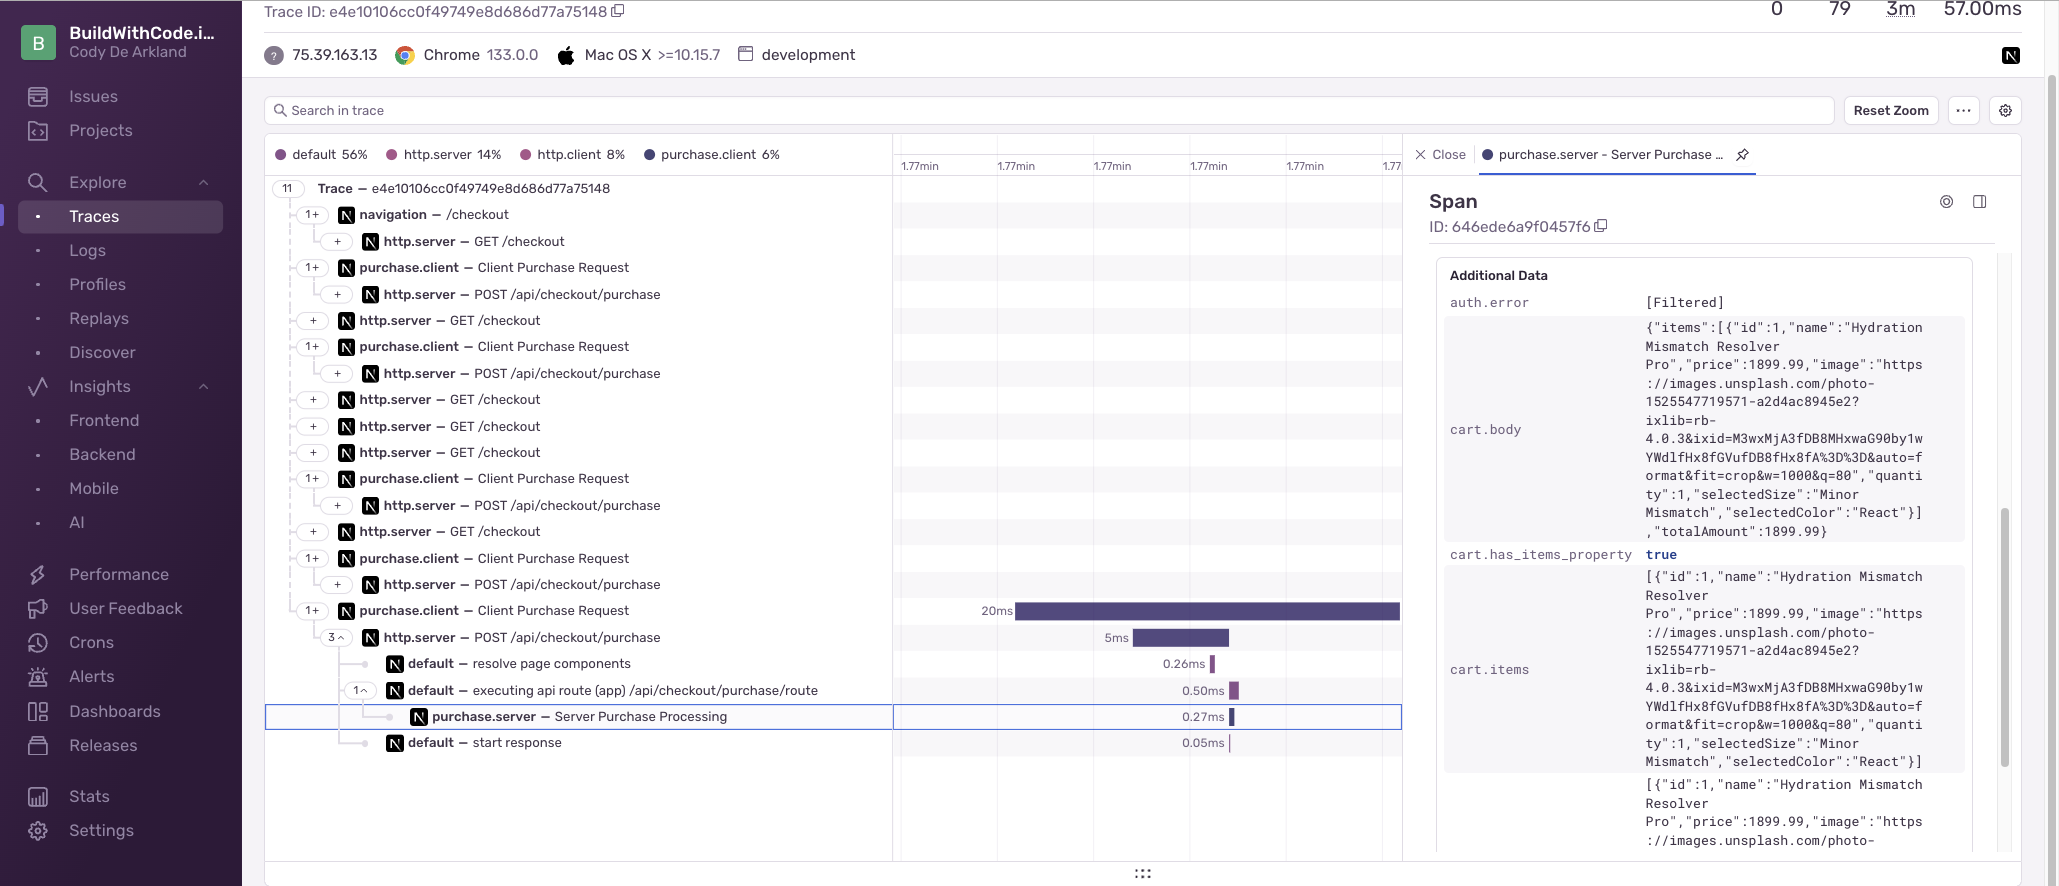 B
BuildWithCode.i...
Cody De Arkland
Issues
Projects
Explore
Traces
Logs
Profiles
Replays
Discover
Insights
Frontend
Backend
Mobile
AI
Performance
User Feedback
Crons
Alerts
Dashboards
Releases
Stats
Settings
Trace ID: e4e10106cc0f49749e8d686d77a75148
0 79 3m 57.00ms
? 75.39.163.13 Chrome 133.0.0 Mac OS X >=10.15.7 development N
Search in trace
Reset Zoom
default 56% http.server 14% http.client 8% purchase.client 6%
1.77min 1.77min 1.77min 1.77min 1.77min 1.77
11 Trace — e4e10106cc0f49749e8d686d77a75148
1+ N navigation — /checkout
+ N http.server — GET /checkout
1+ N purchase.client — Client Purchase Request
+ N http.server — POST /api/checkout/purchase
+ N http.server — GET /checkout
1+ N purchase.client — Client Purchase Request
+ N http.server — POST /api/checkout/purchase
+ N http.server — GET /checkout
+ N http.server — GET /checkout
+ N http.server — GET /checkout
1+ N purchase.client — Client Purchase Request
+ N http.server — POST /api/checkout/purchase
+ N http.server — GET /checkout
1+ N purchase.client — Client Purchase Request
+ N http.server — POST /api/checkout/purchase
1+ N purchase.client — Client Purchase Request 20ms
3 N http.server — POST /api/checkout/purchase 5ms
N default — resolve page components 0.26ms
1 N default — executing api route (app) /api/checkout/purchase/route 0.50ms
N purchase.server — Server Purchase Processing 0.27ms
N default — start response 0.05ms
Close purchase.server - Server Purchase ...
Span
ID: 646ede6a9f0457f6
Additional Data
auth.error [Filtered]
cart.body
{"items":[{"id":1,"name":"Hydration
Mismatch Resolver
Pro","price":1899.99,"image":"https
://images.unsplash.com/photo-
1525547719571-a2d4ac8945e2?
ixlib=rb-
4.0.3&ixid=M3wxMjA3fDB8MHxwaG90by1w
YWdlfHx8fGVufDB8fHx8fA%3D%3D&auto=f
ormat&fit=crop&w=1000&q=80","quanti
ty":1,"selectedSize":"Minor
Mismatch","selectedColor":"React"}]
,"totalAmount":1899.99}
cart.has_items_property true
cart.items
[{"id":1,"name":"Hydration Mismatch
Resolver
Pro","price":1899.99,"image":"https
://images.unsplash.com/photo-
1525547719571-a2d4ac8945e2?
ixlib=rb-
4.0.3&ixid=M3wxMjA3fDB8MHxwaG90by1w
YWdlfHx8fGVufDB8fHx8fA%3D%3D&auto=f
ormat&fit=crop&w=1000&q=80","quanti
ty":1,"selectedSize":"Minor
Mismatch","selectedColor":"React"}]
[{"id":1,"name":"Hydration Mismatch
Resolver
Pro","price":1899.99,"image":"https
://images.unsplash.com/photo-